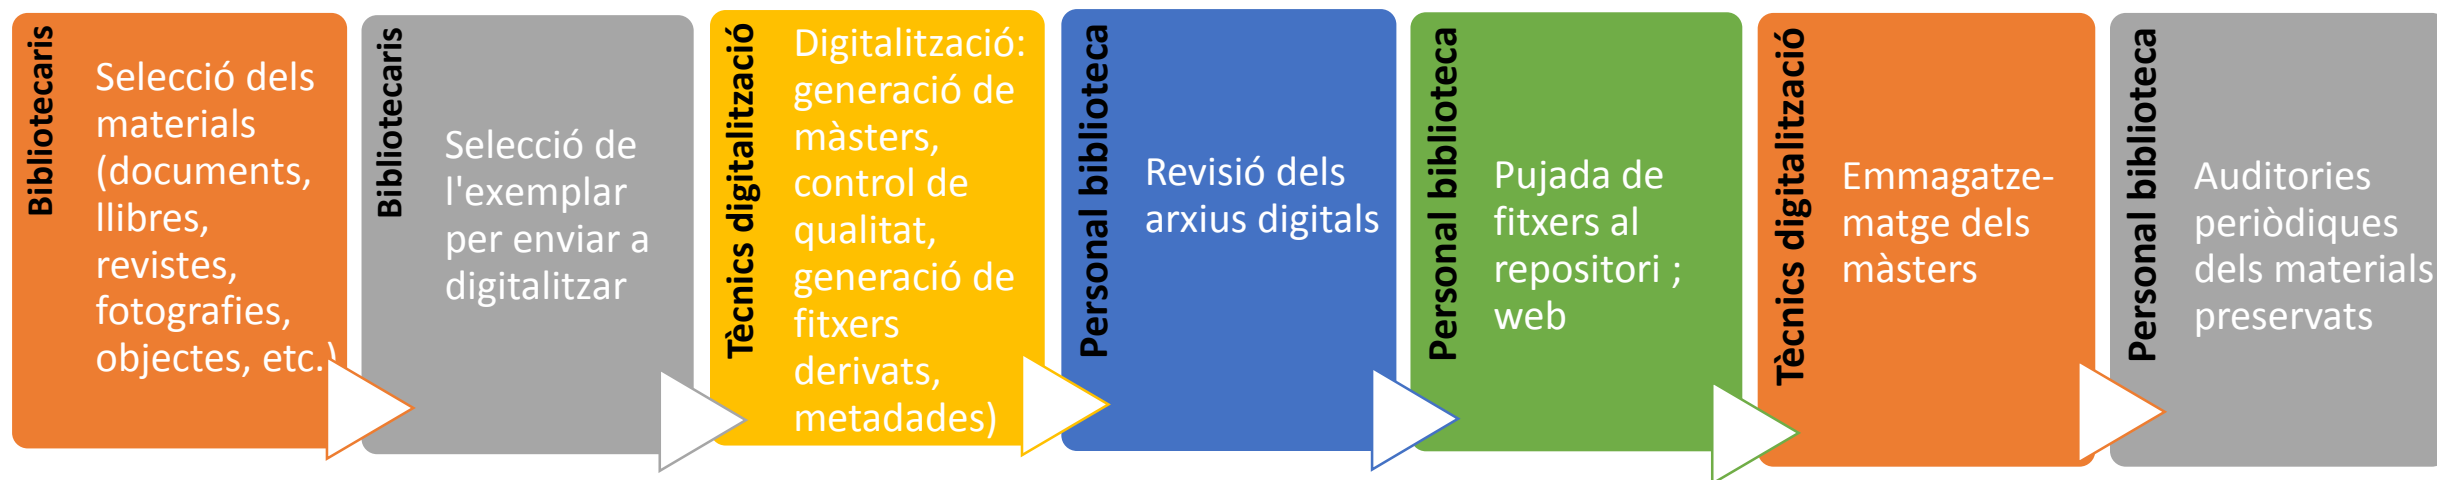 Bibliotecaris
Selecció dels
materials
(documents,
llibres,
revistes,
fotografies,
objectes, etc.)
Bibliotecaris
Selecció de
l'exemplar
per enviar a
digitalitzar
Tècnics digitalització
Digitalització:
generació de
màsters,
control de
qualitat,
generació de
fitxers
derivats,
metadades)
Personal biblioteca
Revisió dels
arxius digitals
Personal biblioteca
Pujada de
fitxers al
repositori ;
web
Tècnics digitalització
Emmagatze-
matge dels
màsters
Personal biblioteca
Auditories
periòdiques
dels materials
preservats